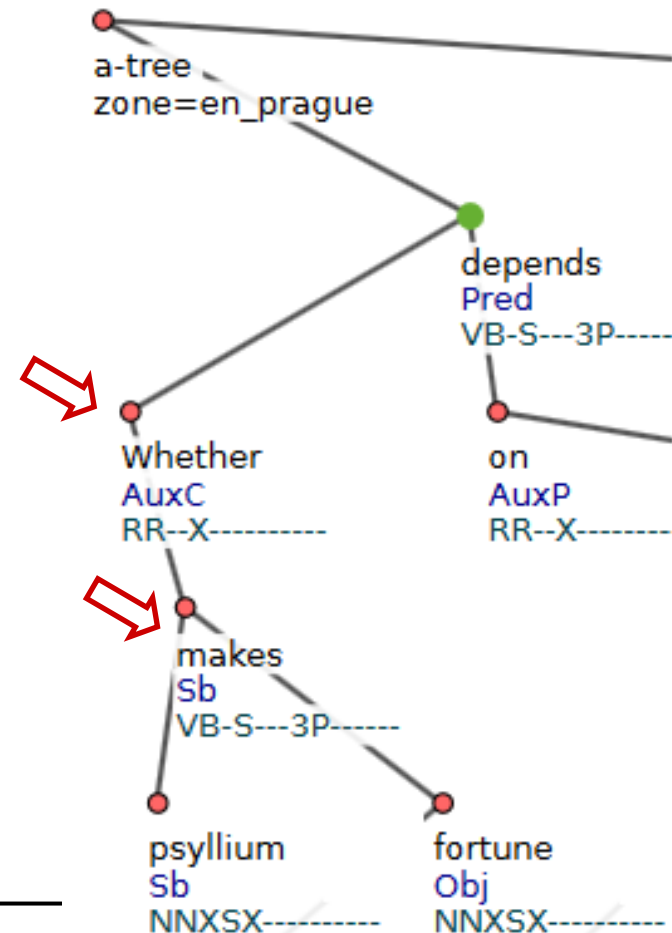 a-tree
zone=en_prague
depends
Pred
VB-S---3P-----
Whether
AuxC
RR--X----------
on
AuxP
RR--X--------
makes
Sb
VB-S---3P------
psyllium
Sb
NNXSX----------
fortune
Obj
NNXSX----------